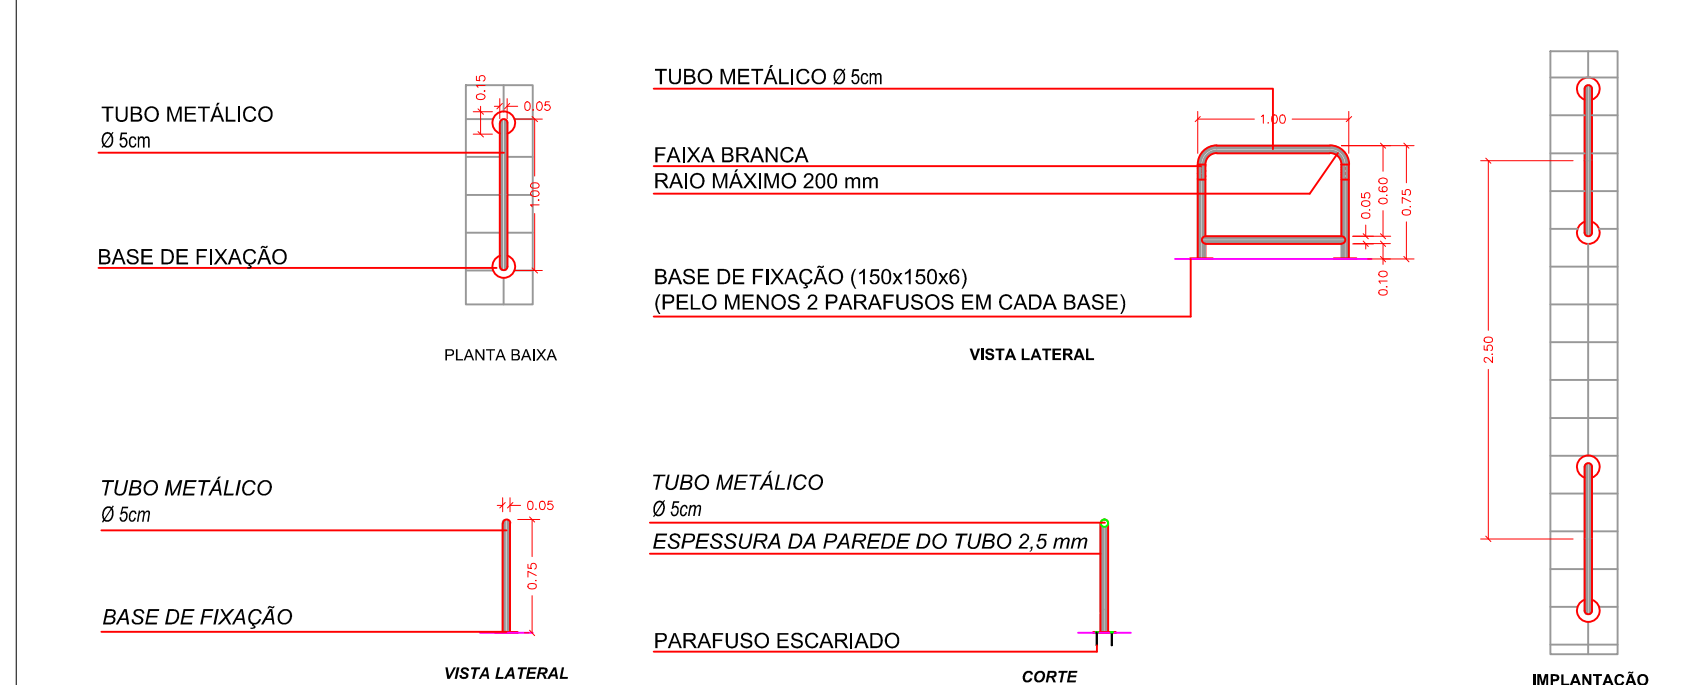 TUBO METÁLICO
Ø 5cm
BASE DE FIXAÇÃO
0.15
0.05
1.00
PLANTA BAIXA
TUBO METÁLICO Ø 5cm
FAIXA BRANCA
RAIO MÁXIMO 200 mm
BASE DE FIXAÇÃO (150x150x6)
(PELO MENOS 2 PARAFUSOS EM CADA BASE)
1.00
0.05
0.60
0.75
0.10
VISTA LATERAL
2.50
IMPLANTAÇÃO
TUBO METÁLICO
Ø 5cm
BASE DE FIXAÇÃO
0.05
0.75
VISTA LATERAL
TUBO METÁLICO
Ø 5cm
ESPESSURA DA PAREDE DO TUBO 2,5 mm
PARAFUSO ESCARIADO
CORTE